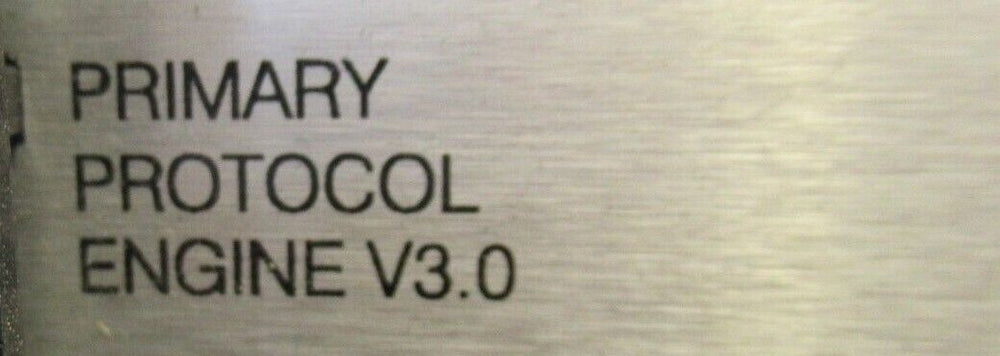 PRIMARY
PROTOCOL
ENGINE V3.0